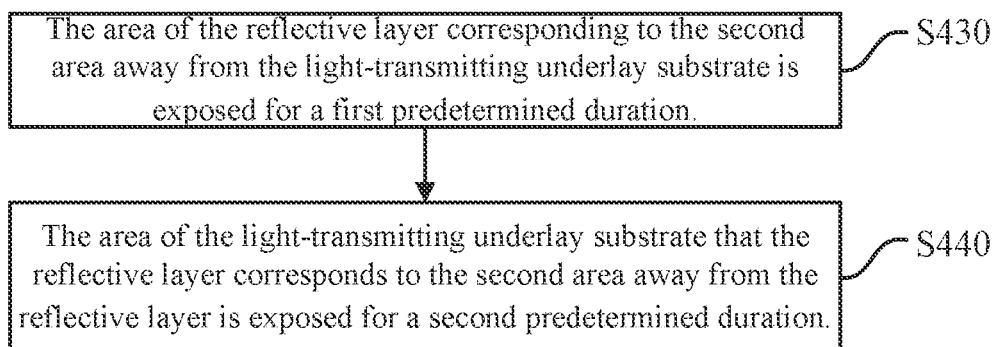 The area of the reflective layer corresponding to the second
area away from the light-transmitting underlay substrate is
exposed for a first predetermined duration.
S430
The area of the light-transmitting underlay substrate that the
reflective layer corresponds to the second area away from the
reflective layer is exposed for a second predetermined duration.
S440